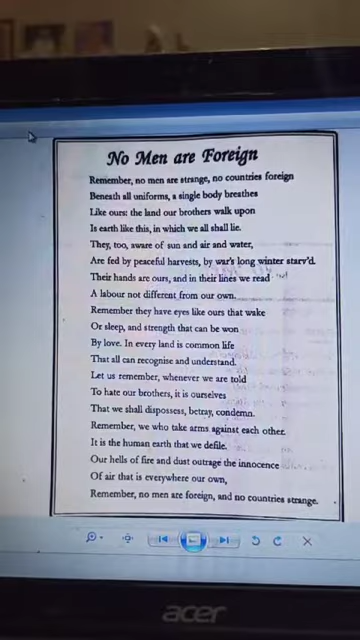 No Men are Foreign
Remember, no men are strange, no countries foreign
Beneath all uniforms, a single body breathes
Like ours: the land our brothers walk upon
Is earth like this, in which we all shall lie.
They, too, aware of sun and air and water,
Are fed by peaceful harvests, by war's long winter starv'd.
Their hands are ours, and in their lines we read
A labour not different from our own.
Remember they have eyes like ours that wake
Or sleep, and strength that can be won
By love. In every land is common life
That all can recognise and understand.
Let us remember, whenever we are told
To hate our brothers, it is ourselves
That we shall dispossess, betray, condemn.
Remember, we who take arms against each other.
It is the human earth that we defile.
Our hells of fire and dust outrage the innocence
Of air that is everywhere our own,
Remember, no men are foreign, and no countries strange.
acer